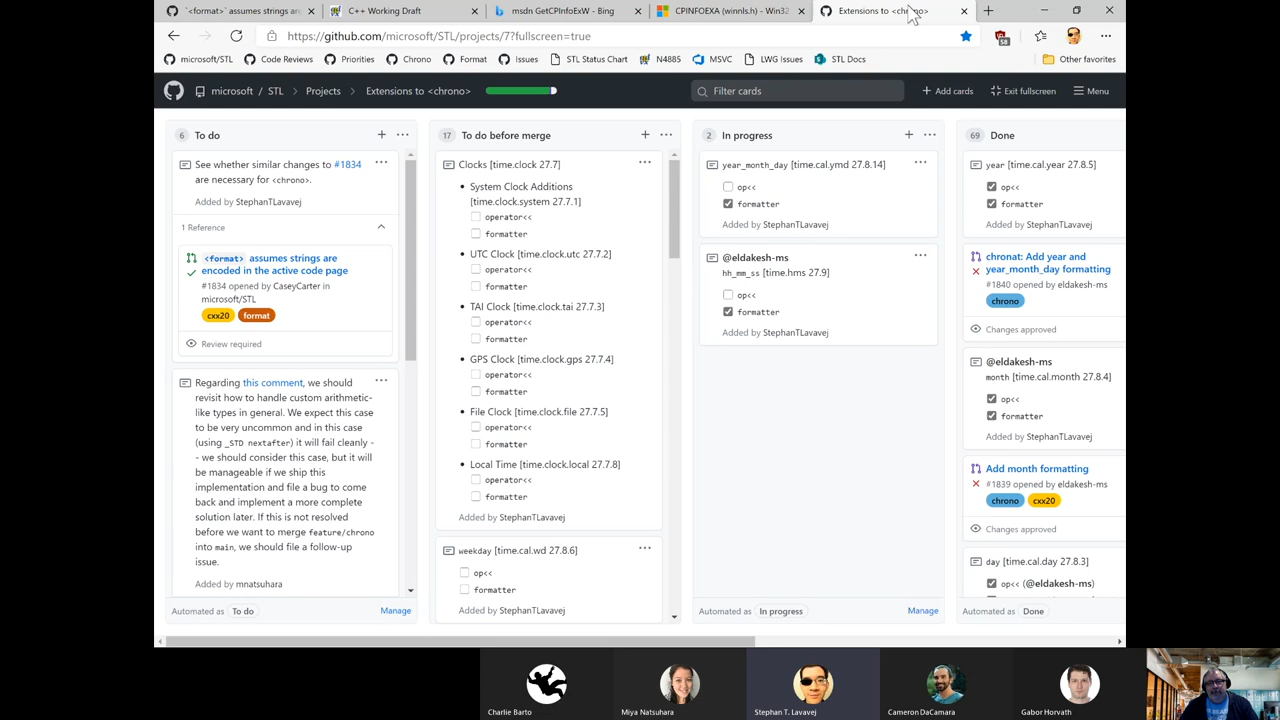 `<format>` assumes strings are
C++ Working Draft
msdn GetCPInfoExW - Bing
CPINFOEXA (winnls.h) - Win32
Extensions to <chrono>
https://github.com/microsoft/STL/projects/7?fullscreen=true
58
microsoft/STL
Code Reviews
Priorities
Chrono
Format
Issues
STL Status Chart
N4885
MSVC
LWG Issues
STL Docs
Other favorites
microsoft / STL
Projects
Extensions to <chrono>
Filter cards
Add cards
Exit fullscreen
Menu
6 To do
See whether similar changes to #1834
are necessary for <chrono>.
Added by StephanTLavavej
1 Reference
<format> assumes strings are
encoded in the active code page
#1834 opened by CaseyCarter in
microsoft/STL
cxx20 format
Review required
Regarding this comment, we should
revisit how to handle custom arithmetic-
like types in general. We expect this case
to be very uncommon and in this case
(using _STD nextafter) it will fail cleanly -
- we should consider this case, but it will
be manageable if we ship this
implementation and file a bug to come
back and implement a more complete
solution later. If this is not resolved
before we want to merge feature/chrono
into main, we should file a follow-up
issue.
Added by mnatsuhara
Automated as To do
Manage
17 To do before merge
Clocks [time.clock 27.7]
System Clock Additions
[time.clock.system 27.7.1]
operator<<
formatter
UTC Clock [time.clock.utc 27.7.2]
operator<<
formatter
TAI Clock [time.clock.tai 27.7.3]
operator<<
formatter
GPS Clock [time.clock.gps 27.7.4]
operator<<
formatter
File Clock [time.clock.file 27.7.5]
operator<<
formatter
Local Time [time.clock.local 27.7.8]
operator<<
formatter
Added by StephanTLavavej
weekday [time.cal.wd 27.8.6]
op<<
formatter
Added by StephanTLavavej
2 In progress
year_month_day [time.cal.ymd 27.8.14]
op<<
formatter
Added by StephanTLavavej
@eldakesh-ms
hh_mm_ss [time.hms 27.9]
op<<
formatter
Added by StephanTLavavej
Automated as In progress
Manage
69 Done
year [time.cal.year 27.8.5]
op<<
formatter
Added by StephanTLavavej
chronat: Add year and
year_month_day formatting
#1840 opened by eldakesh-ms
chrono
Changes approved
@eldakesh-ms
month [time.cal.month 27.8.4]
op<<
formatter
Added by StephanTLavavej
Add month formatting
#1839 opened by eldakesh-ms
chrono cxx20
Changes approved
day [time.cal.day 27.8.3]
op<< (@eldakesh-ms)
Automated as Done
Charlie Barto
Miya Natsuhara
Stephan T. Lavavej
Cameron DaCamara
Gabor Horvath